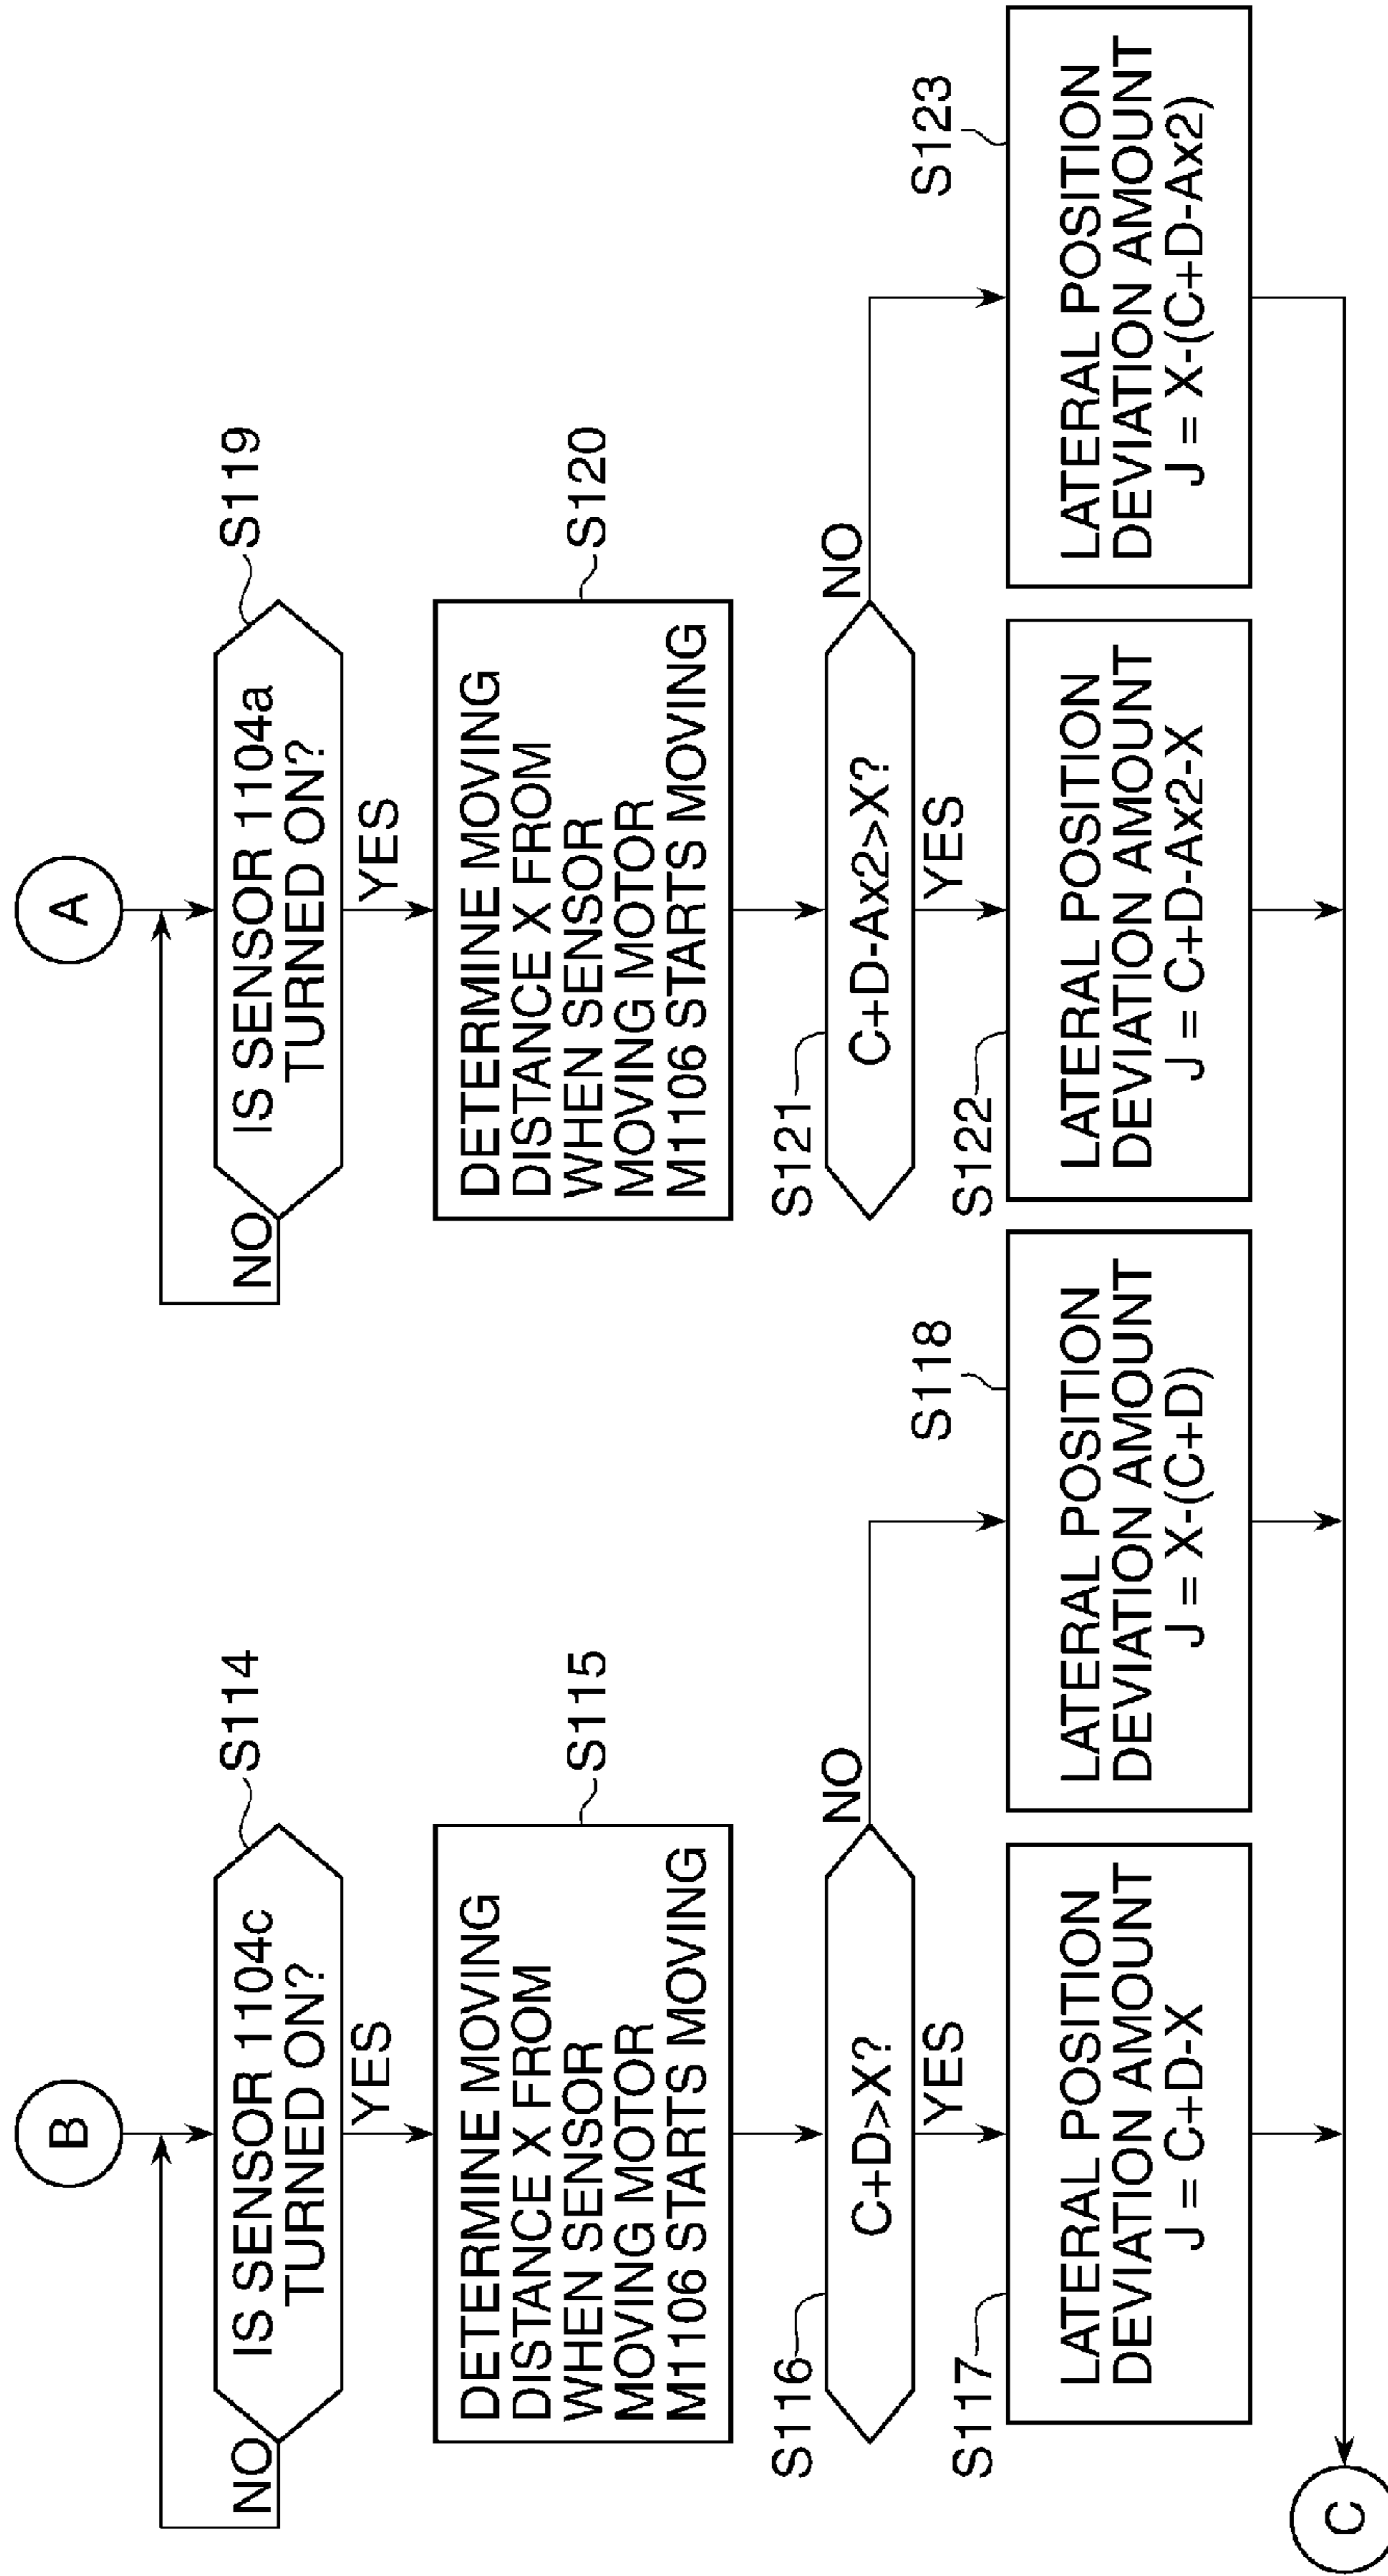 B
S114
IS SENSOR 1104c
TURNED ON?
NO
YES
S115
DETERMINE MOVING
DISTANCE X FROM
WHEN SENSOR
MOVING MOTOR
M1106 STARTS MOVING
S116
C+D>X?
NO
YES
S117
LATERAL POSITION
DEVIATION AMOUNT
J = C+D-X
S118
LATERAL POSITION
DEVIATION AMOUNT
J = X-(C+D)
A
S119
IS SENSOR 1104a
TURNED ON?
NO
YES
S120
DETERMINE MOVING
DISTANCE X FROM
WHEN SENSOR
MOVING MOTOR
M1106 STARTS MOVING
S121
C+D-Ax2>X?
NO
YES
S122
LATERAL POSITION
DEVIATION AMOUNT
J = C+D-Ax2-X
S123
LATERAL POSITION
DEVIATION AMOUNT
J = X-(C+D-Ax2)
C